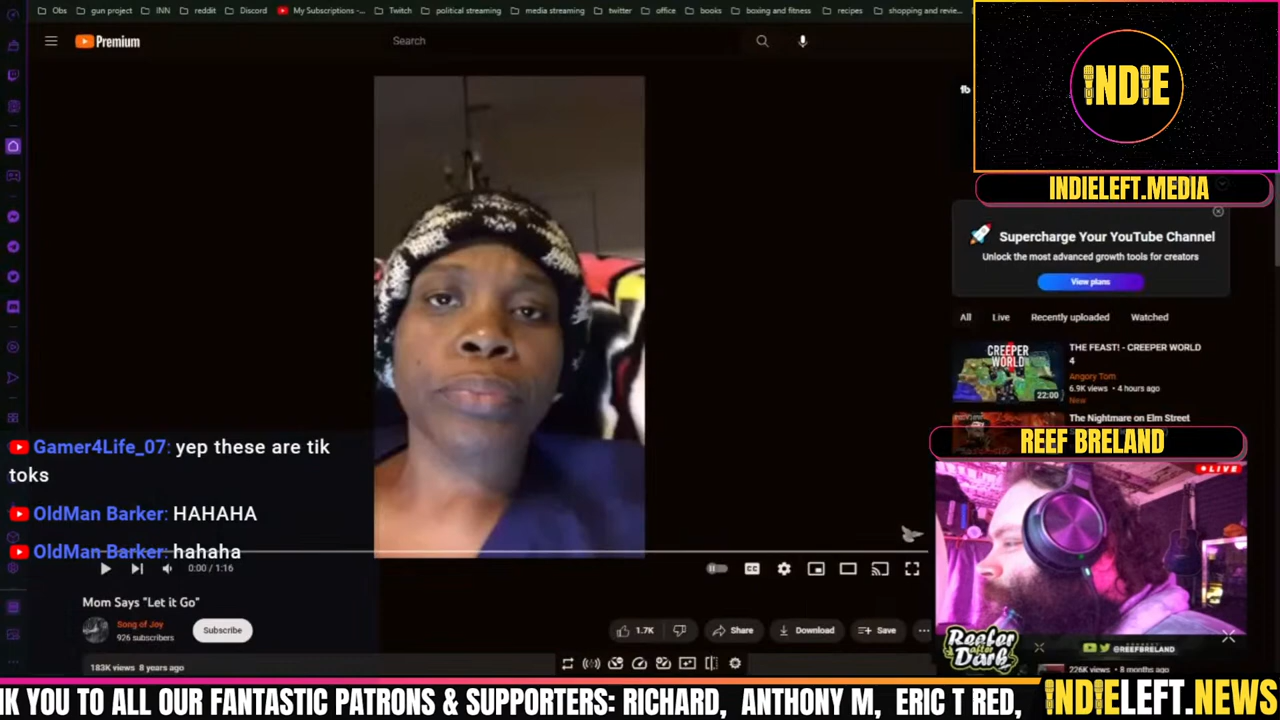 Obs
gun project
INN
reddit
Discord
My Subscriptions -...
Twitch
political streaming
media streaming
twitter
office
books
boxing and fitness
recipes
shopping and revie...
Premium
Search
INDIE
INDIELEFT.MEDIA
Supercharge Your YouTube Channel
Unlock the most advanced growth tools for creators
View plans
All
Live
Recently uploaded
Watched
CREEPER
WORLD
22:00
THE FEAST! - CREEPER WORLD
4
Angory Tom
6.9K views • 4 hours ago
New
The Nightmare on Elm Street
REEF BRELAND
LIVE
Gamer4Life_07: yep these are tik
toks
OldMan Barker: HAHAHA
OldMan Barker: hahaha
0:00 / 1:16
CC
Mom Says "Let it Go"
Song of Joy
926 subscribers
Subscribe
1.7K
Share
Download
Save
183K views 8 years ago
Reefer
after
Dark
@REEFBRELAND
226K views • 8 months ago
K YOU TO ALL OUR FANTASTIC PATRONS & SUPPORTERS: RICHARD, ANTHONY M, ERIC T RED,
INDIELEFT.NEWS